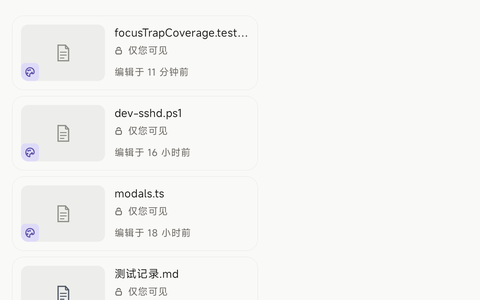 focusTrapCoverage.test...
仅您可见
编辑于 11 分钟前
dev-sshd.ps1
仅您可见
编辑于 16 小时前
modals.ts
仅您可见
编辑于 18 小时前
测试记录.md
仅您可见